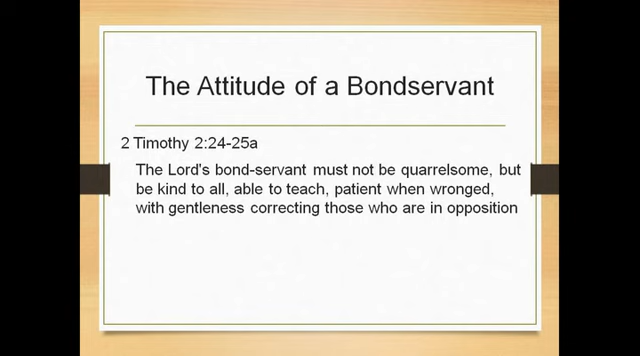 The Attitude of a Bondservant
2 Timothy 2:24-25a
The Lord's bond-servant must not be quarrelsome, but
be kind to all, able to teach, patient when wronged,
with gentleness correcting those who are in opposition